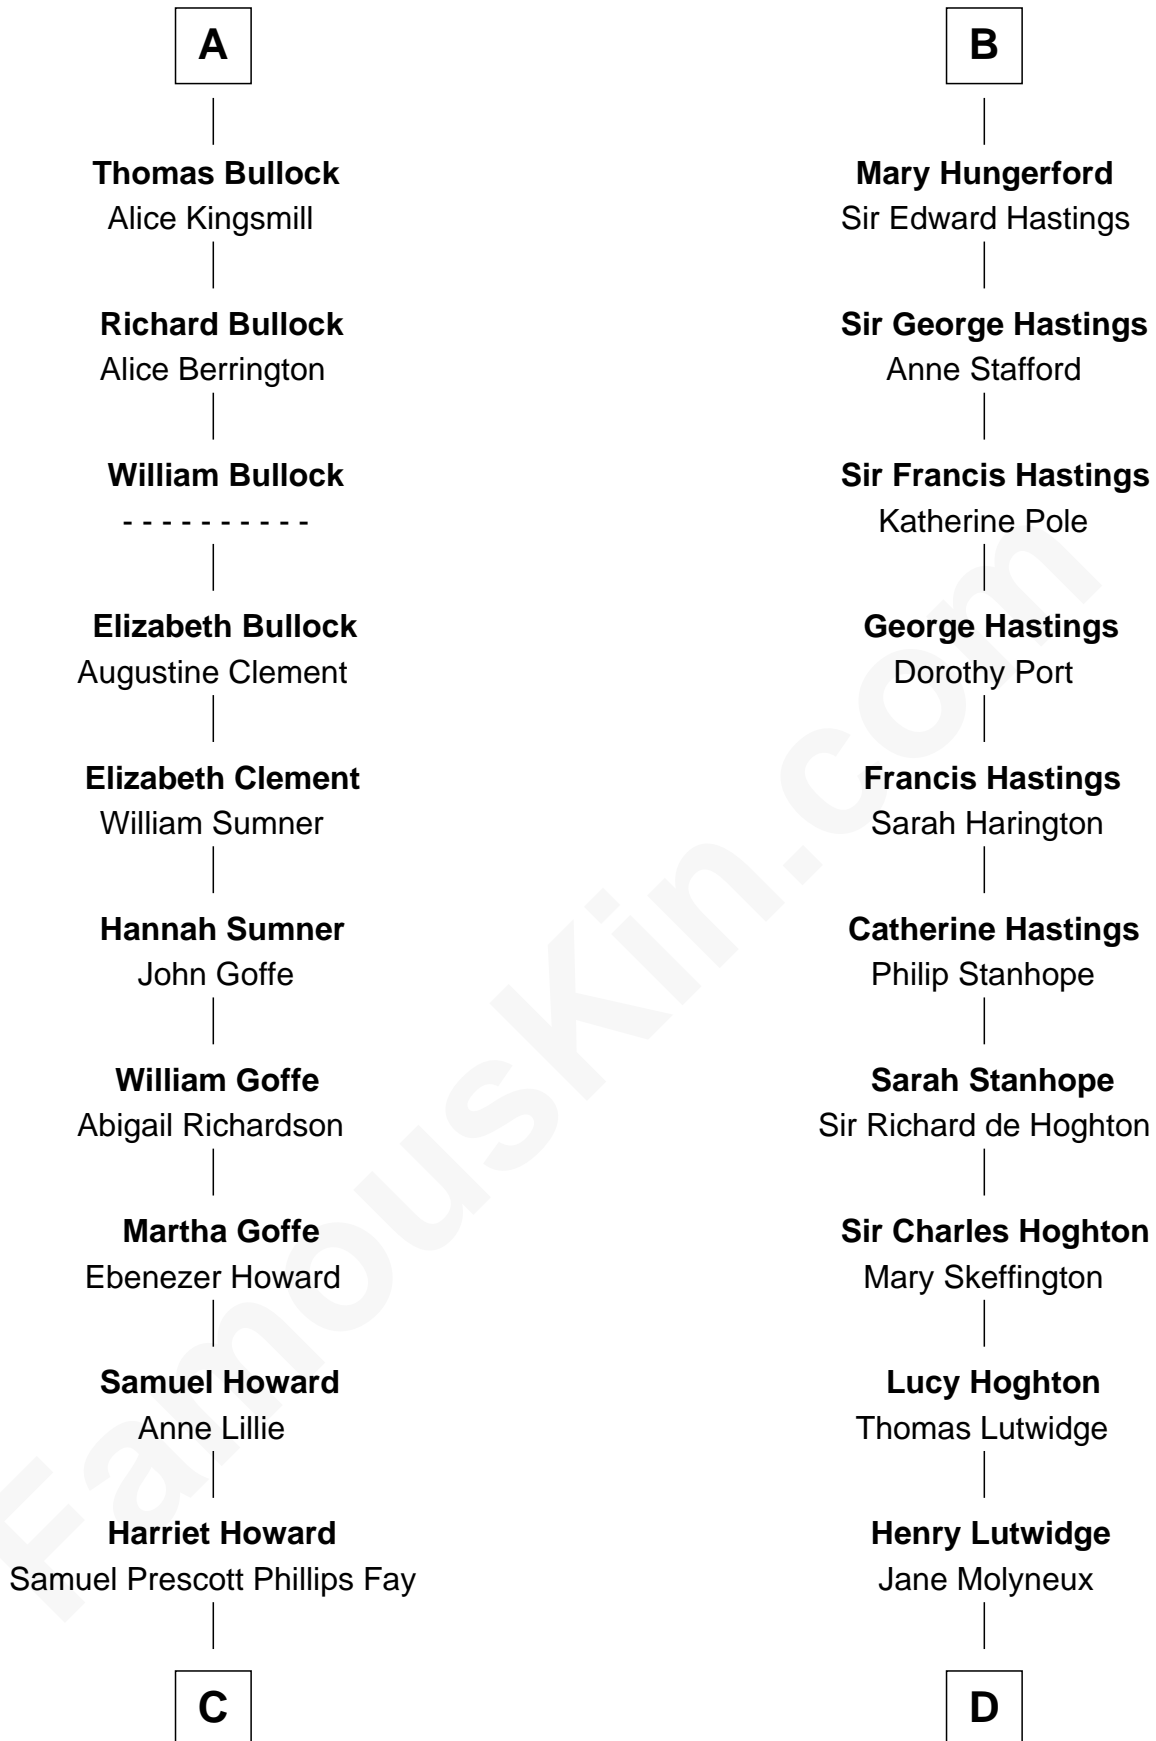 A
Thomas Bullock
Alice Kingsmill
Richard Bullock
Alice Berrington
William Bullock
- - - - - - - - - -
Elizabeth Bullock
Augustine Clement
Elizabeth Clement
William Sumner
Hannah Sumner
John Goffe
William Goffe
Abigail Richardson
Martha Goffe
Ebenezer Howard
Samuel Howard
Anne Lillie
Harriet Howard
Samuel Prescott Phillips Fay
C
B
Mary Hungerford
Sir Edward Hastings
Sir George Hastings
Anne Stafford
Sir Francis Hastings
Katherine Pole
George Hastings
Dorothy Port
Francis Hastings
Sarah Harington
Catherine Hastings
Philip Stanhope
Sarah Stanhope
Sir Richard de Hoghton
Sir Charles Hoghton
Mary Skeffington
Lucy Hoghton
Thomas Lutwidge
Henry Lutwidge
Jane Molyneux
D
FamousKin.com